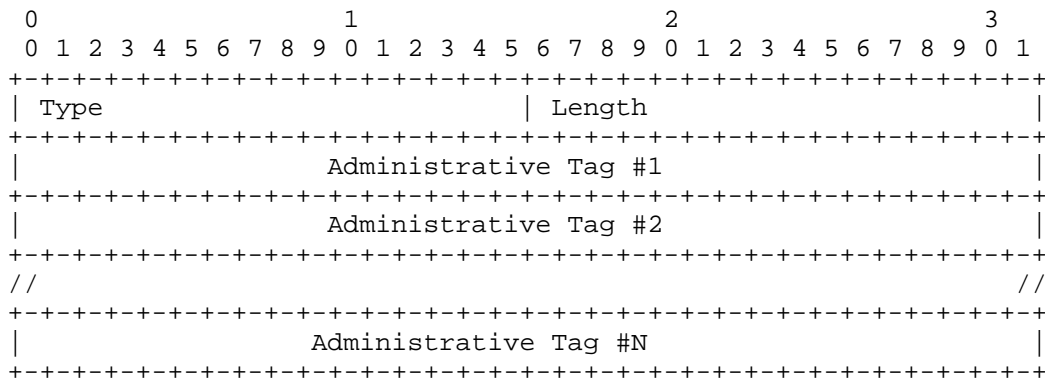 0                   1                   2                   3
 0 1 2 3 4 5 6 7 8 9 0 1 2 3 4 5 6 7 8 9 0 1 2 3 4 5 6 7 8 9 0 1
+-+-+-+-+-+-+-+-+-+-+-+-+-+-+-+-+-+-+-+-+-+-+-+-+-+-+-+-+-+-+-+-+
| Type                          | Length                        |
+-+-+-+-+-+-+-+-+-+-+-+-+-+-+-+-+-+-+-+-+-+-+-+-+-+-+-+-+-+-+-+-+
|                   Administrative Tag #1                       |
+-+-+-+-+-+-+-+-+-+-+-+-+-+-+-+-+-+-+-+-+-+-+-+-+-+-+-+-+-+-+-+-+
|                   Administrative Tag #2                       |
+-+-+-+-+-+-+-+-+-+-+-+-+-+-+-+-+-+-+-+-+-+-+-+-+-+-+-+-+-+-+-+-+
//                                                             //
+-+-+-+-+-+-+-+-+-+-+-+-+-+-+-+-+-+-+-+-+-+-+-+-+-+-+-+-+-+-+-+-+
|                  Administrative Tag #N                        |
+-+-+-+-+-+-+-+-+-+-+-+-+-+-+-+-+-+-+-+-+-+-+-+-+-+-+-+-+-+-+-+-+